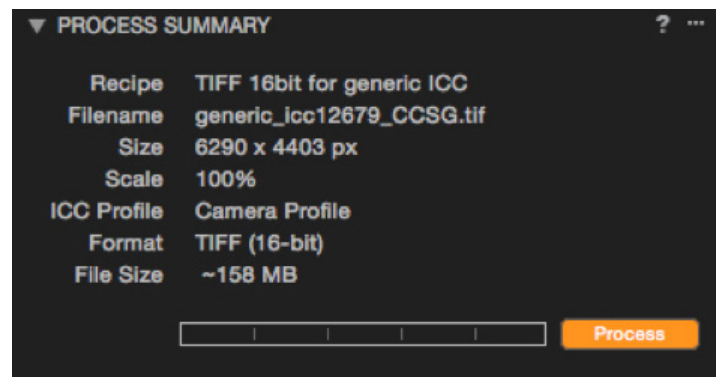 PROCESS SUMMARY ? ...
Recipe TIFF 16bit for generic ICC
Filename generic_icc12679_CCSG.tif
Size 6290 x 4403 px
Scale 100%
ICC Profile Camera Profile
Format TIFF (16-bit)
File Size ~158 MB
Process